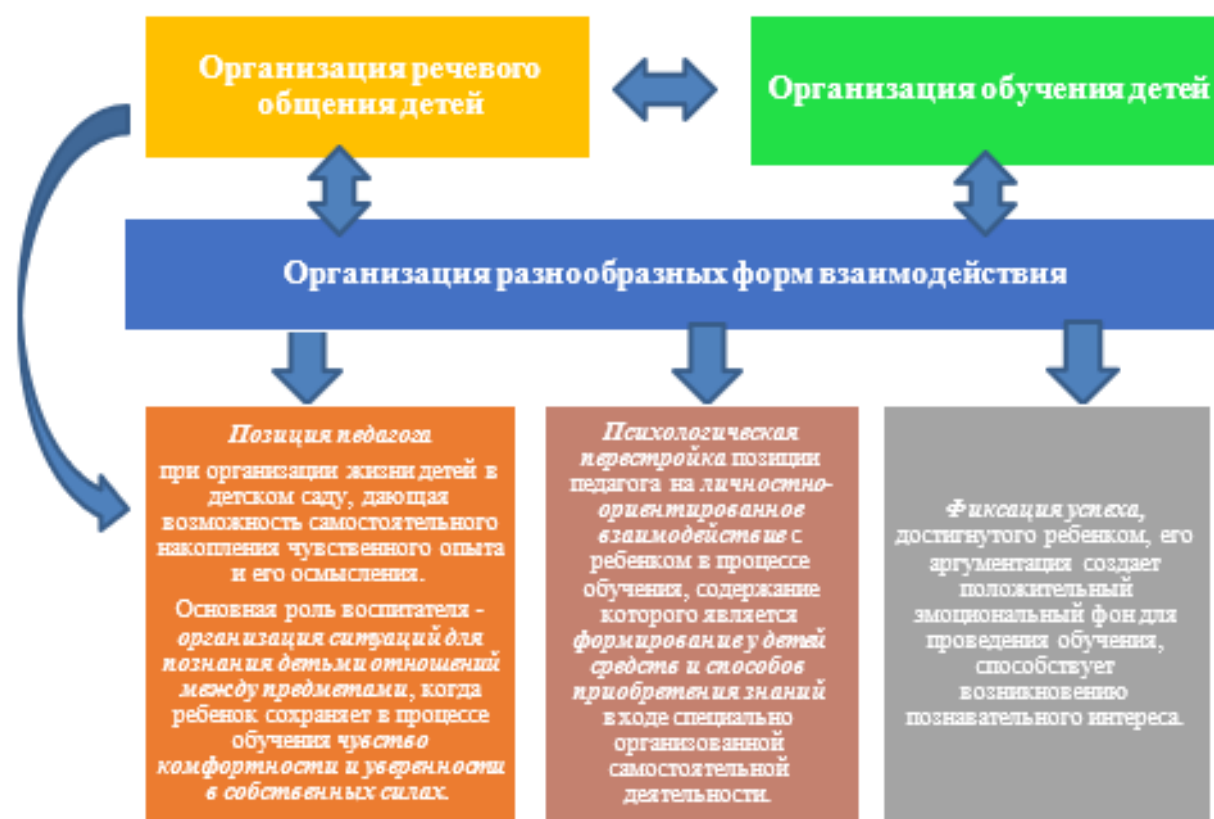 Организация речевого
общения детей
Организация обучения детей
Организация разнообразных форм взаимодействия
Позиция педагога
при организации жизни детей в
детском саду, дающая
возможность самостоятельного
накопления чувственного опыта
и его осмысления.
Основная роль воспитателя -
организация ситуаций для
познания детьми отношений
между предметами, когда
ребенок сохраняет в процессе
обучения чувство
комфортности и уверенности
в собственных силах.
Психологическая
перестройка позиции
педагога на личностно-
ориентированное
взаимодействие с
ребенком в процессе
обучения, содержание
которого является
формирование у детей
средств и способов
приобретения знаний
в ходе специально
организованной
самостоятельной
деятельности.
Фиксация успеха,
достигнутого ребенком, его
аргументация создает
положительный
эмоциональный фон для
проведения обучения,
способствует
возникновению
познавательного интереса.